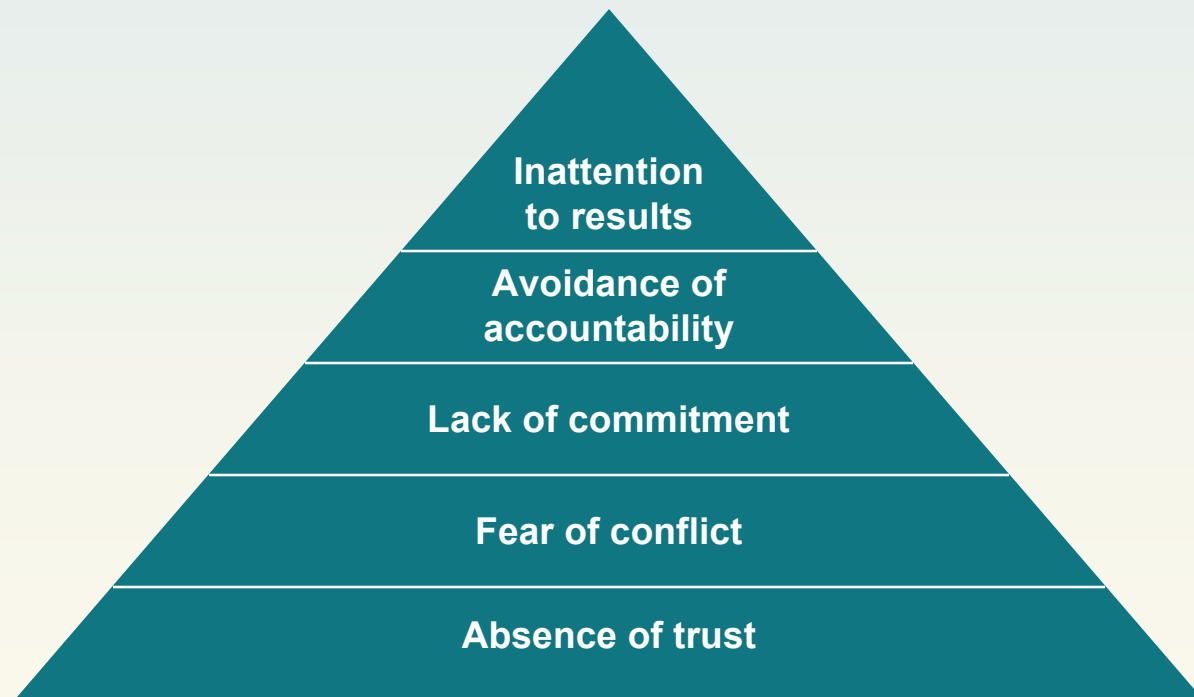 Inattention
to results
Avoidance of
accountability
Lack of commitment
Fear of conflict
Absence of trust